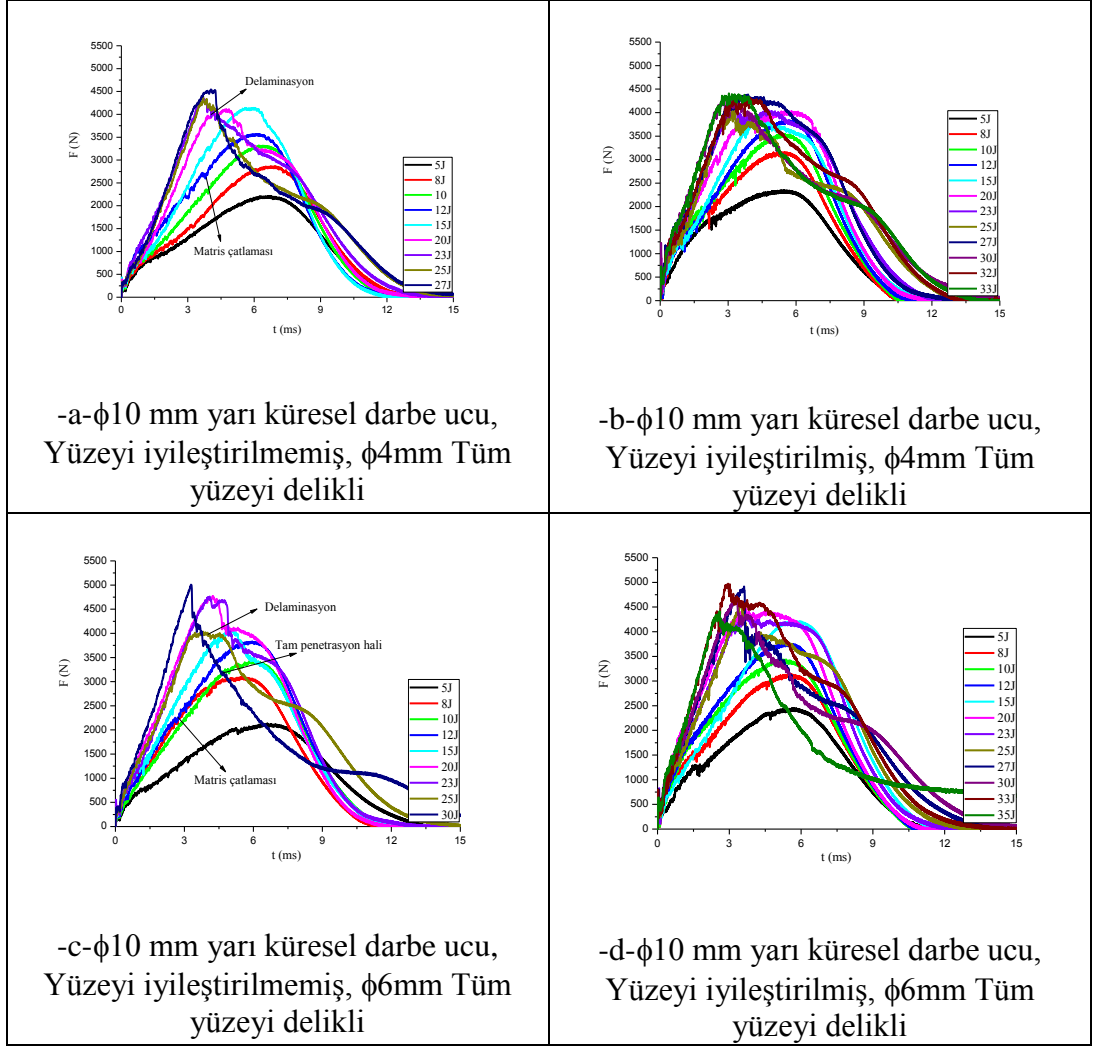 5500
5000
4500
4000
3500
3000
2500
2000
1500
1000
500
0
F (N)
0 3 6 9 12 15
t (ms)
Delaminasyon
Matris çatlaması
5J
8J
10
12J
15J
20J
23J
25J
27J
-a-ϕ10 mm yarı küresel darbe ucu,
Yüzeyi iyileştirilmemiş, ϕ4mm Tüm
yüzeyi delikli
5500
5000
4500
4000
3500
3000
2500
2000
1500
1000
500
0
F (N)
0 3 6 9 12 15
t (ms)
5J
8J
10J
12J
15J
20J
23J
25J
27J
30J
32J
33J
-b-ϕ10 mm yarı küresel darbe ucu,
Yüzeyi iyileştirilmiş, ϕ4mm Tüm
yüzeyi delikli
5500
5000
4500
4000
3500
3000
2500
2000
1500
1000
500
0
F (N)
0 3 6 9 12 15
t (ms)
Delaminasyon
Tam penetrasyon hali
Matris çatlaması
5J
8J
10J
12J
15J
20J
23J
25J
30J
-c-ϕ10 mm yarı küresel darbe ucu,
Yüzeyi iyileştirilmemiş, ϕ6mm Tüm
yüzeyi delikli
5500
5000
4500
4000
3500
3000
2500
2000
1500
1000
500
0
F (N)
0 3 6 9 12 15
t (ms)
5J
8J
10J
12J
15J
20J
23J
25J
27J
30J
33J
35J
-d-ϕ10 mm yarı küresel darbe ucu,
Yüzeyi iyileştirilmiş, ϕ6mm Tüm
yüzeyi delikli